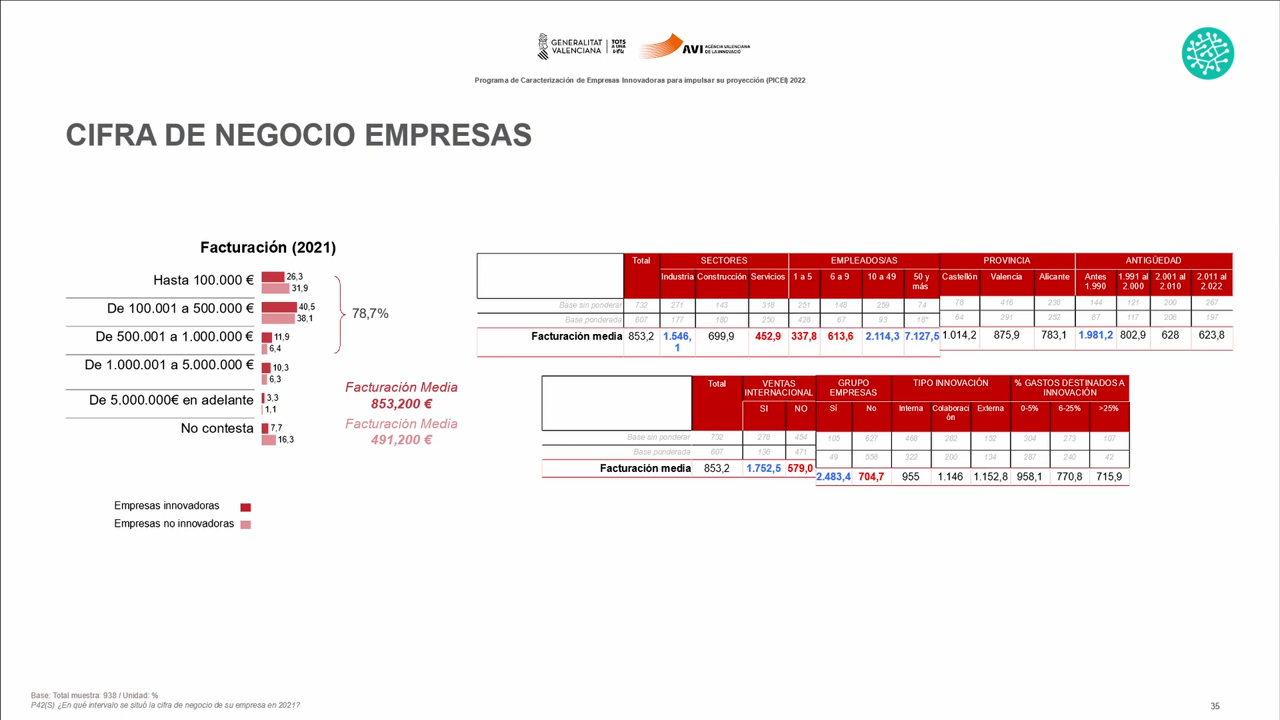 GENERALITAT
VALENCIANA
TOTS
A UNA
veu
AVI
AGÈNCIA VALENCIANA
DE LA INNOVACIÓ
Programa de Caracterización de Empresas Innovadoras para impulsar su proyección (PICEI) 2022
CIFRA DE NEGOCIO EMPRESAS
Facturación (2021)
Hasta 100.000 € 26,3
31,9
De 100.001 a 500.000 € 40,5
38,1
De 500.001 a 1.000.000 € 11,9
6,4
De 1.000.001 a 5.000.000 € 10,3
6,3
De 5.000.000€ en adelante 3,3
1,1
No contesta 7,7
16,3
78,7%
Facturación Media
853,200 €
Facturación Media
491,200 €
Empresas innovadoras
Empresas no innovadoras
Total SECTORES EMPLEADOS/AS PROVINCIA ANTIGÜEDAD
Industria Construcción Servicios 1 a 5 6 a 9 10 a 49 50 y más Castellón Valencia Alicante Antes 1.990 1.991 al 2.000 2.001 al 2.010 2.011 al 2.022
Base sin ponderar 732 271 143 318 251 148 259 74 78 416 238 144 121 200 267
Base ponderada 607 177 180 250 428 67 93 18* 64 291 252 87 117 206 197
Facturación media 853,2 1.546,1 699,9 452,9 337,8 613,6 2.114,3 7.127,5 1.014,2 875,9 783,1 1.981,2 802,9 628 623,8
Total VENTAS INTERNACIONAL GRUPO EMPRESAS TIPO INNOVACIÓN % GASTOS DESTINADOS A INNOVACIÓN
SI NO Sí No Interna Colaboración Externa 0-5% 6-25% >25%
Base sin ponderar 732 278 454 105 627 468 282 152 304 273 107
Base ponderada 607 136 471 49 558 322 200 134 287 240 42
Facturación media 853,2 1.752,5 579,0 2.483,4 704,7 955 1.146 1.152,8 958,1 770,8 715,9
Base: Total muestra: 938 / Unidad: %
P42(S) ¿En qué intervalo se situó la cifra de negocio de su empresa en 2021?
35